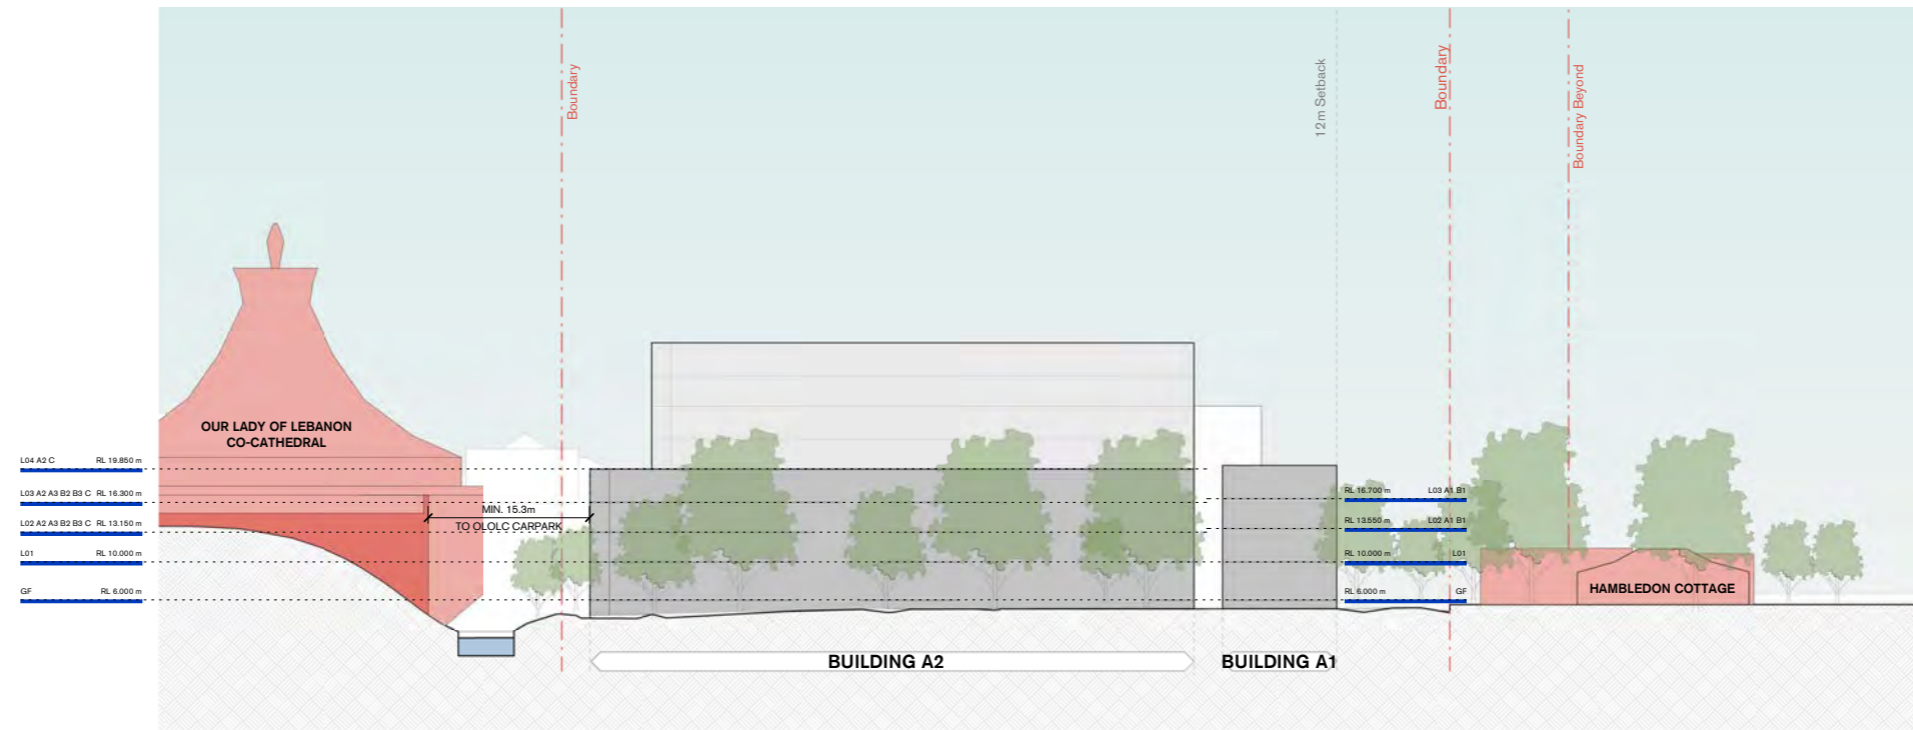 Boundary
12m Setback
Boundary
Boundary Beyond
OUR LADY OF LEBANON
CO-CATHEDRAL
L04 A2 C RL 19.850 m
L03 A2 A3 B2 B3 C RL 16.300 m
L02 A2 A3 B2 B3 C RL 13.150 m
L01 RL 10.000 m
GF RL 6.000 m
MIN. 15.3m
TO OLOLC CARPARK
RL 16.700 m L03 A1 B1
RL 13.550 m L02 A1 B1
RL 10.000 m L01
RL 6.000 m GF
HAMBLEDON COTTAGE
BUILDING A2
BUILDING A1